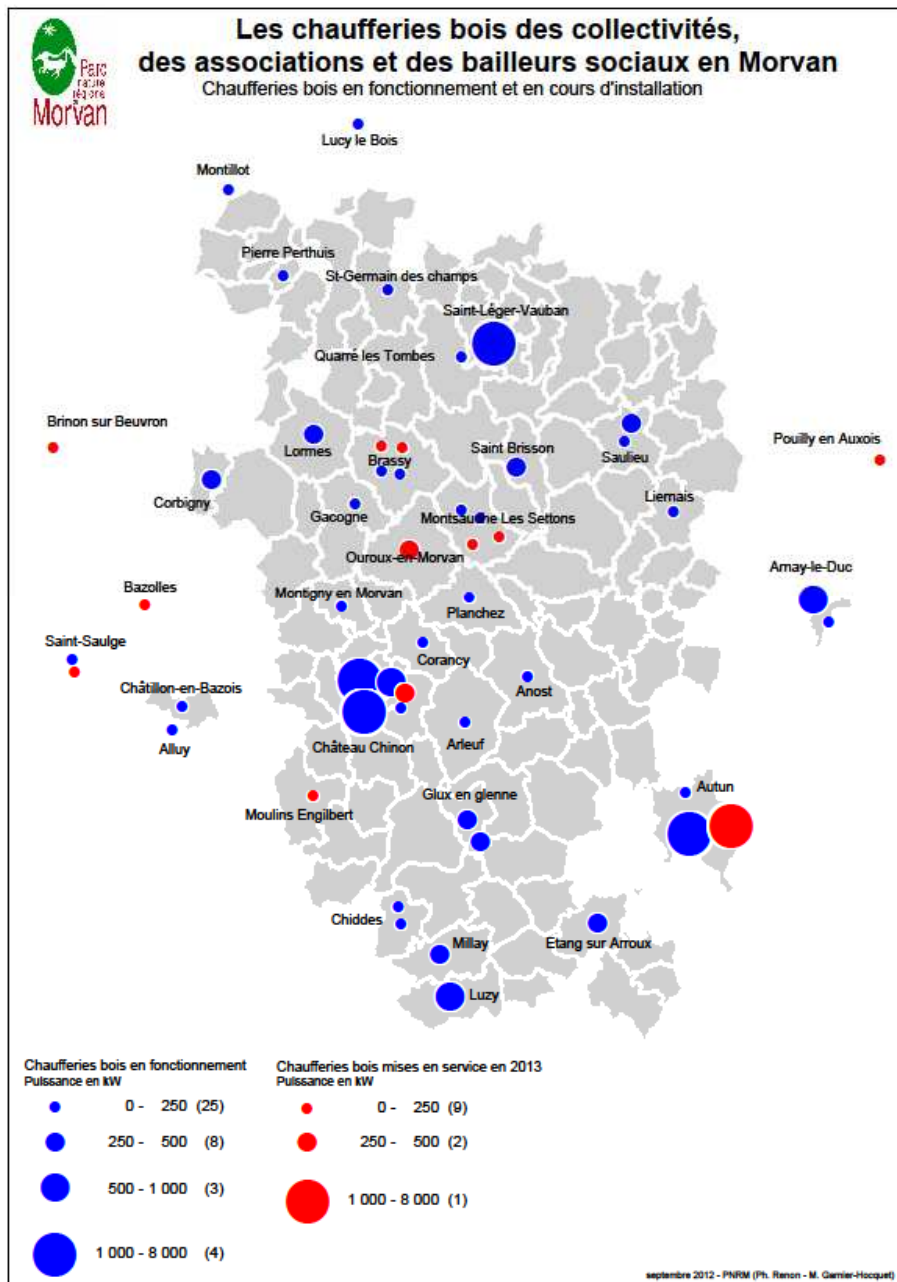 Les chaufferies bois des collectivités,
des associations et des bailleurs sociaux en Morvan
Chaufferies bois en fonctionnement et en cours d'installation
Parc
naturel
régional
Morvan
Lucy le Bois
Montillot
Pierre Perthuis
St-Germain des champs
Saint-Léger-Vauban
Quarré les Tombes
Brinon sur Beuvron
Lormes
Brassy
Saint Brisson
Saulieu
Pouilly en Auxois
Corbigny
Gacogne
Montsauche Les Settons
Liernais
Ouroux-en-Morvan
Bazolles
Montigny en Morvan
Planchez
Arnay-le-Duc
Saint-Saulge
Corancy
Châtillon-en-Bazois
Anost
Alluy
Château Chinon
Arleuf
Moulins Engilbert
Glux en glenne
Autun
Chiddes
Millay
Etang sur Arroux
Luzy
Chaufferies bois en fonctionnement
Puissance en kW
0 - 250 (25)
250 - 500 (8)
500 - 1 000 (3)
1 000 - 8 000 (4)
Chaufferies bois mises en service en 2013
Puissance en kW
0 - 250 (9)
250 - 500 (2)
1 000 - 8 000 (1)
septembre 2012 - PNRM (Ph. Renon - M. Garnier-Hocquet)